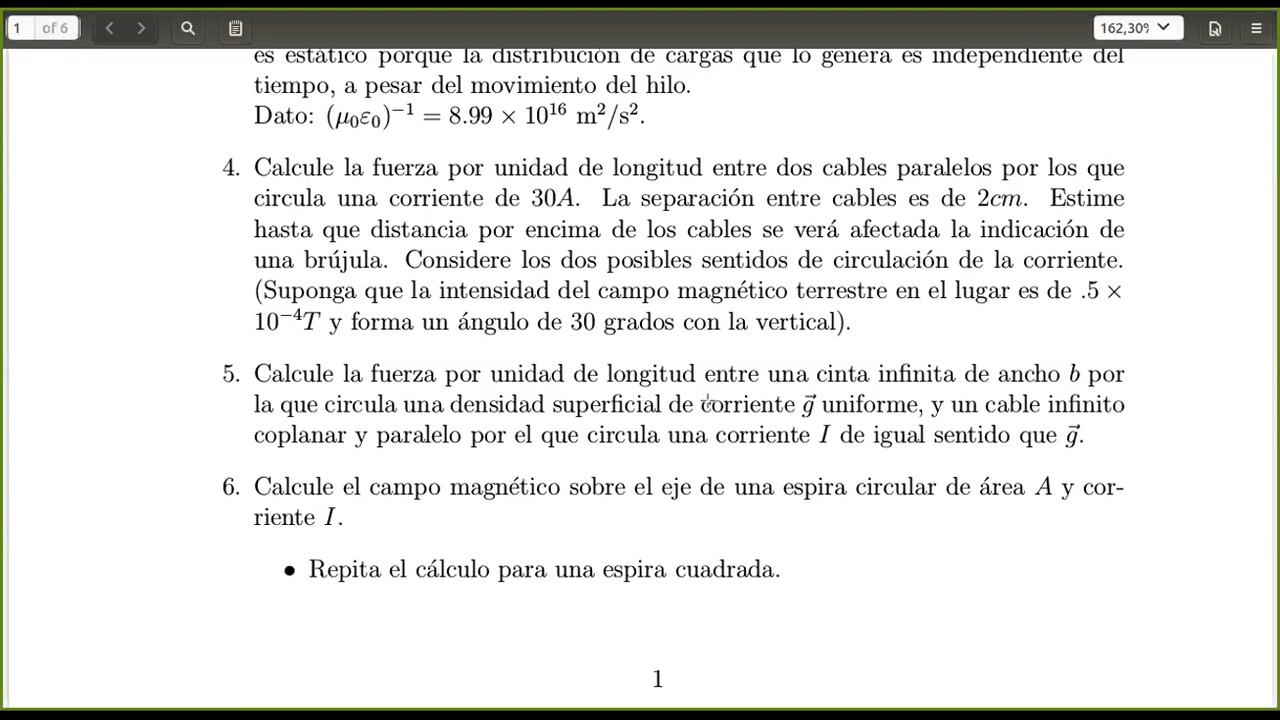 1 of 6 162,30%
es estático porque la distribución de cargas que lo genera es independiente del
tiempo, a pesar del movimiento del hilo.
Dato: (μ₀ε₀)⁻¹ = 8.99 × 10¹⁶ m²/s².
4. Calcule la fuerza por unidad de longitud entre dos cables paralelos por los que
circula una corriente de 30A. La separación entre cables es de 2cm. Estime
hasta que distancia por encima de los cables se verá afectada la indicación de
una brújula. Considere los dos posibles sentidos de circulación de la corriente.
(Suponga que la intensidad del campo magnético terrestre en el lugar es de .5 ×
10⁻⁴T y forma un ángulo de 30 grados con la vertical).
5. Calcule la fuerza por unidad de longitud entre una cinta infinita de ancho b por
la que circula una densidad superficial de corriente g⃗ uniforme, y un cable infinito
coplanar y paralelo por el que circula una corriente I de igual sentido que g⃗.
6. Calcule el campo magnético sobre el eje de una espira circular de área A y cor-
riente I.
• Repita el cálculo para una espira cuadrada.
1